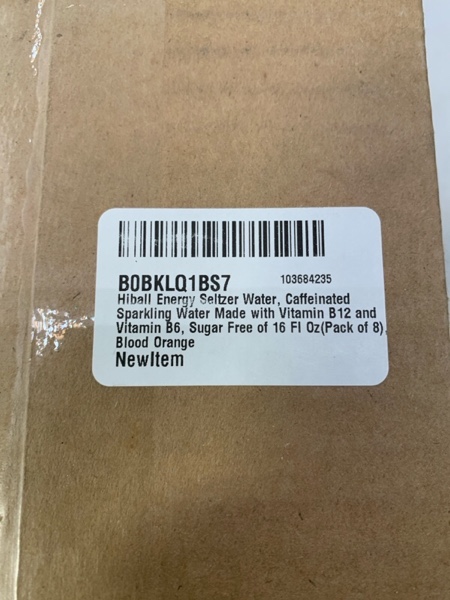 B0BKLQ1BS7 103684235
Hiball Energy Seltzer Water, Caffeinated
Sparkling Water Made with Vitamin B12 and
Vitamin B6, Sugar Free of 16 Fl Oz(Pack of 8),
Blood Orange
NewItem